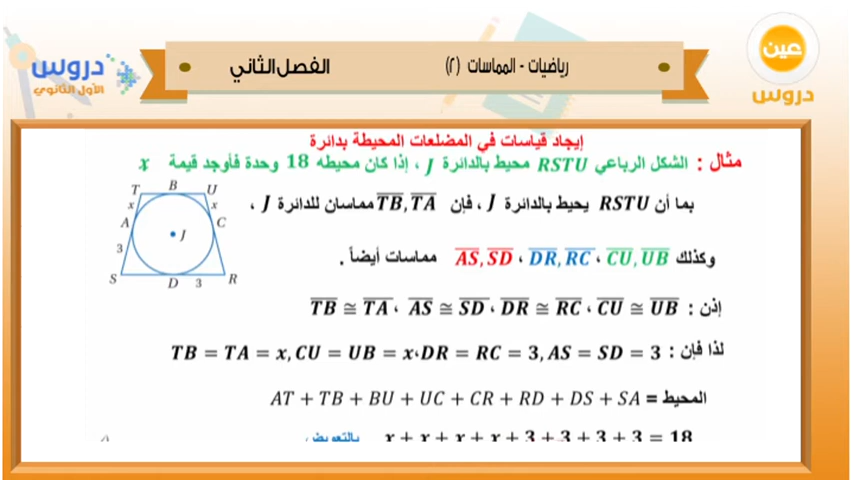 دروس
الأول الثانوي
الفصل الثاني
رياضيات - المماسات (٢)
عين
دروس
إيجاد قياسات في المضلعات المحيطة بدائرة
مثال : الشكل الرباعي RSTU محيط بالدائرة J ، إذا كان محيطه 18 وحدة فأوجد قيمة x
T B U
x x
A C
J
3
S D 3 R
بما أن RSTU يحيط بالدائرة J ، فإن TB, TA مماسان للدائرة J ،
وكذلك CU, UB ، DR, RC ، AS, SD مماسات أيضاً .
إذن : TB ≅ TA ، AS ≅ SD ، DR ≅ RC ، CU ≅ UB
لذا فإن : TB = TA = x, CU = UB = x، DR = RC = 3, AS = SD = 3
المحيط = AT + TB + BU + UC + CR + RD + DS + SA
بالتعويض x + x + x + x + 3 + 3 + 3 + 3 = 18